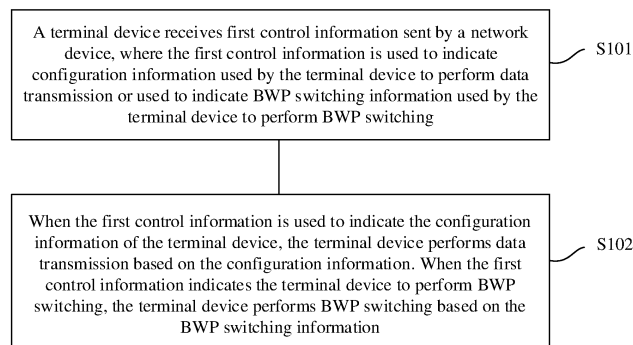 A terminal device receives first control information sent by a network
device, where the first control information is used to indicate
configuration information used by the terminal device to perform data
transmission or used to indicate BWP switching information used by the
terminal device to perform BWP switching
S101
When the first control information is used to indicate the configuration
information of the terminal device, the terminal device performs data
transmission based on the configuration information. When the first
control information indicates the terminal device to perform BWP
switching, the terminal device performs BWP switching based on the
BWP switching information
S102